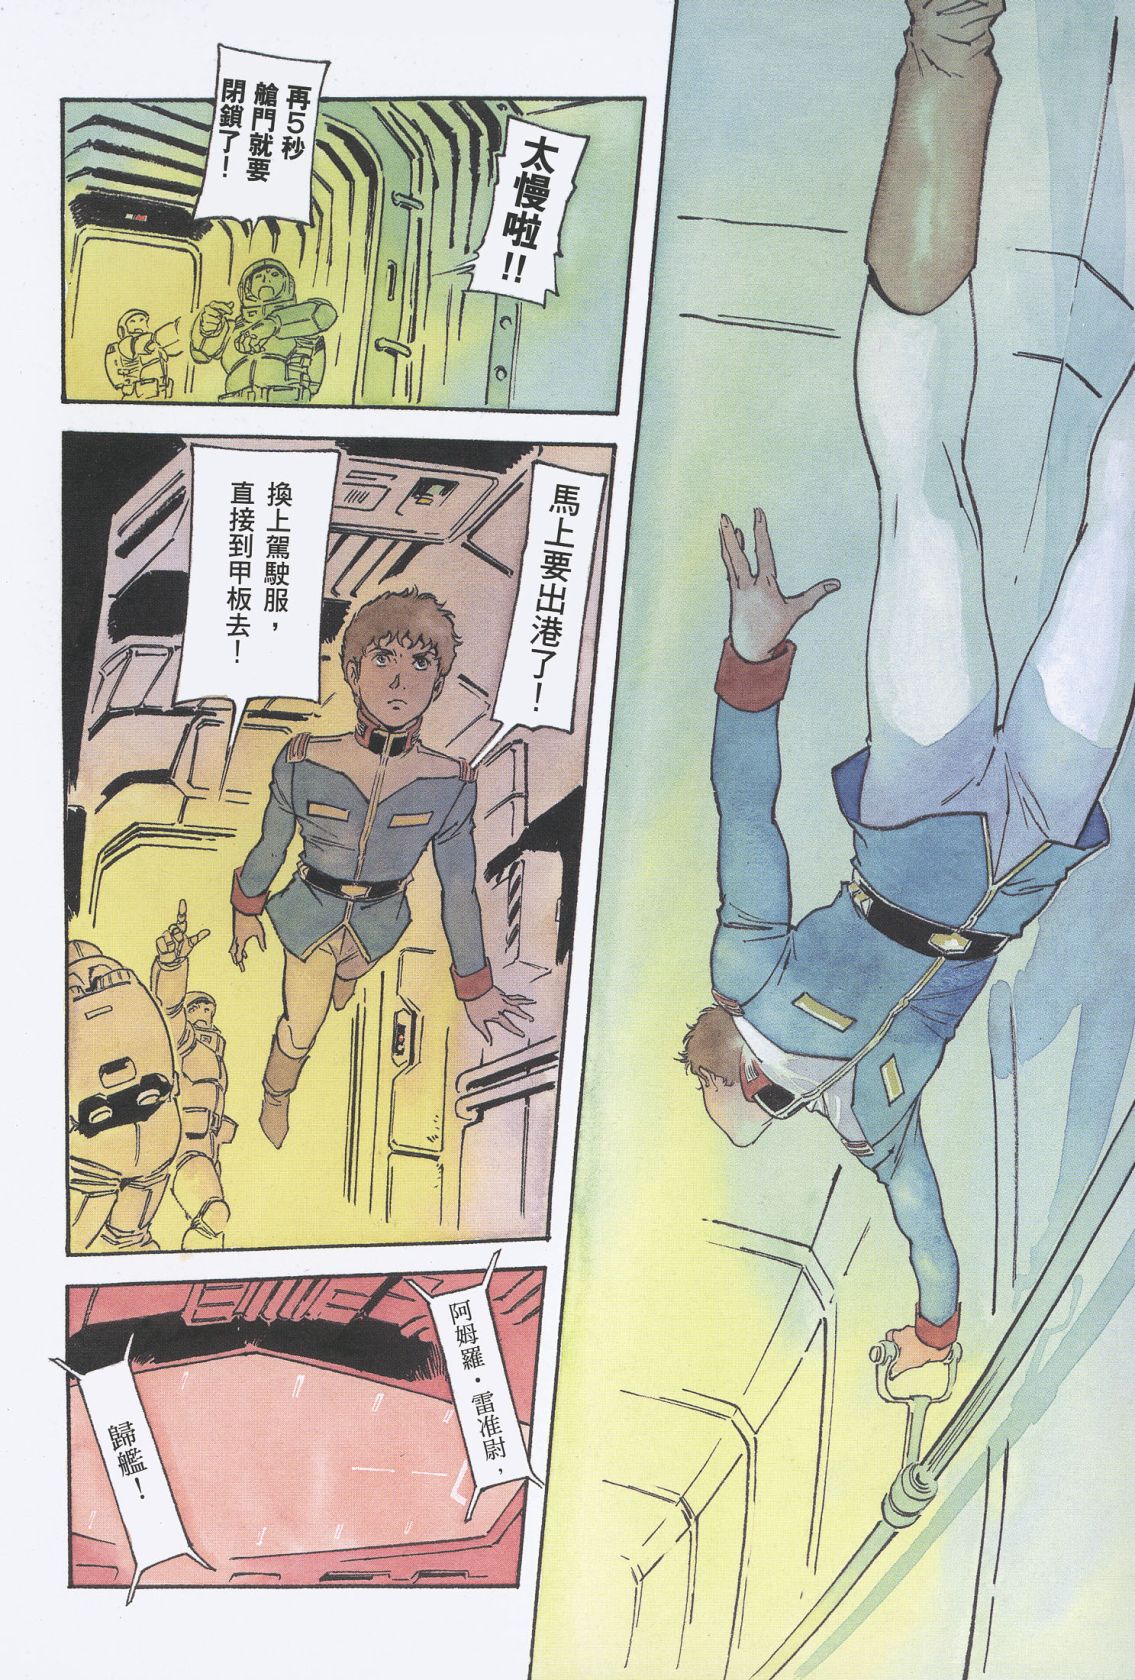 太慢啦!!
再5秒
艙門就要
閉鎖了!
馬上要出港了!
換上駕駛服，
直接到甲板去!
阿姆羅·雷准尉，
歸艦!